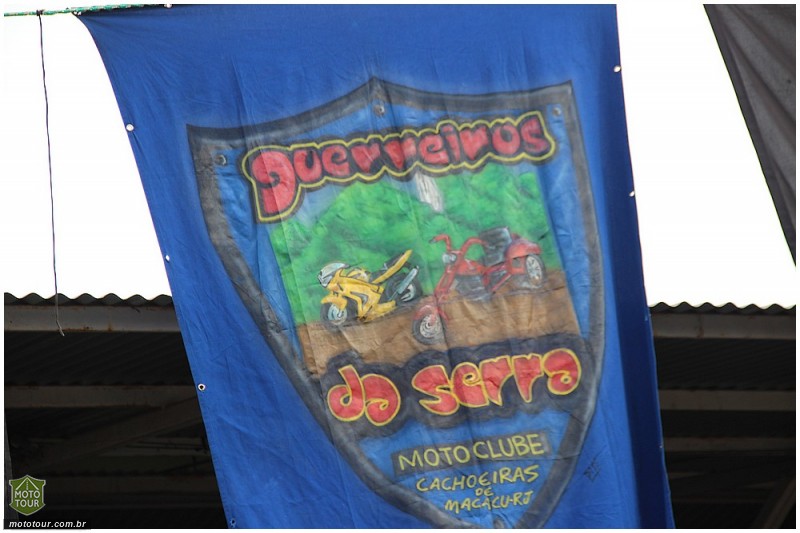 Guerreiros
da serra
MOTO CLUBE
CACHOEIRAS
DE
MACACU-RJ
MOTO
TOUR
mototour.com.br